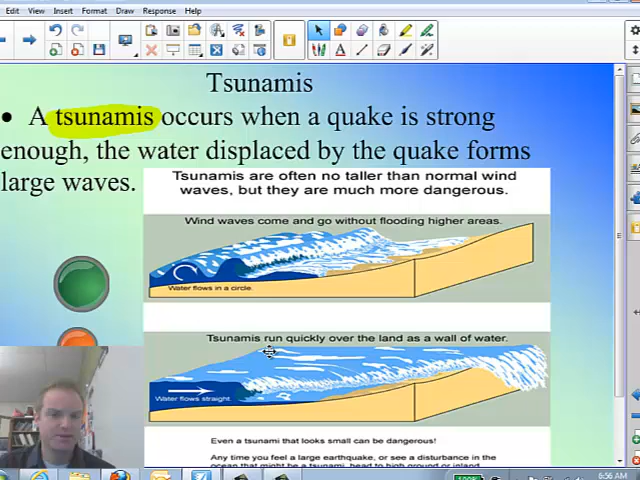 Edit View Insert Format Draw Response Help
Tsunamis
• A tsunamis occurs when a quake is strong
enough, the water displaced by the quake forms
large waves.
Tsunamis are often no taller than normal wind
waves, but they are much more dangerous.
Wind waves come and go without flooding higher areas.
Water flows in a circle.
Tsunamis run quickly over the land as a wall of water.
Water flows straight.
Even a tsunami that looks small can be dangerous!
Any time you feel a large earthquake, or see a disturbance in the
ocean that might be a tsunami, head to high ground or inland.
100%
6:56 AM